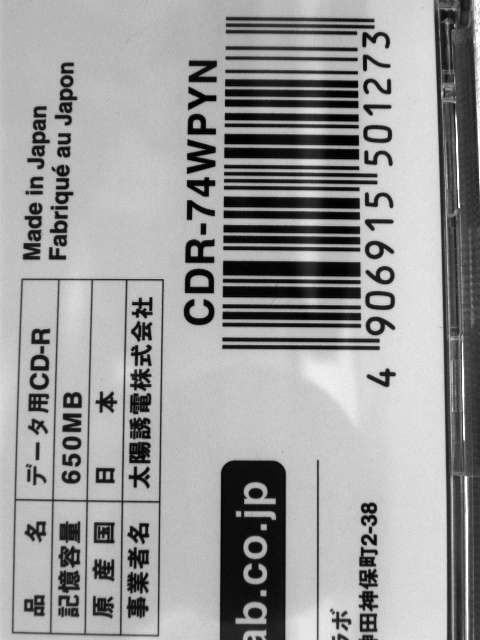 品 名 データ用CD-R
記憶容量 650MB
原産国 日 本
事業者名 太陽誘電株式会社
Made in Japan
Fabriqué au Japon
CDR-74WPYN
4 906915 501273
ab.co.jp
ラボ
神田神保町2-38